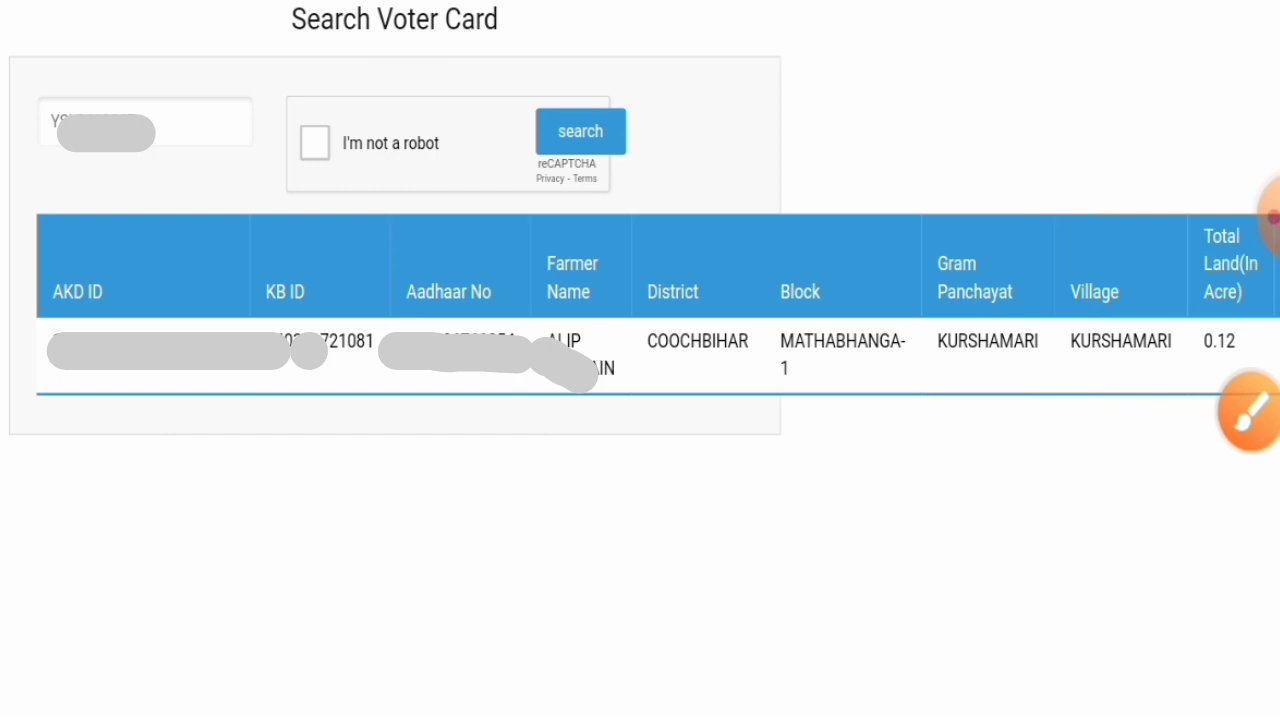 Search Voter Card
I'm not a robot
search
reCAPTCHA
Privacy - Terms
AKD ID
KB ID
Aadhaar No
Farmer
Name
District
Block
Gram
Panchayat
Village
Total
Land(In
Acre)
COOCHBIHAR
MATHABHANGA-
1
KURSHAMARI
KURSHAMARI
0.12